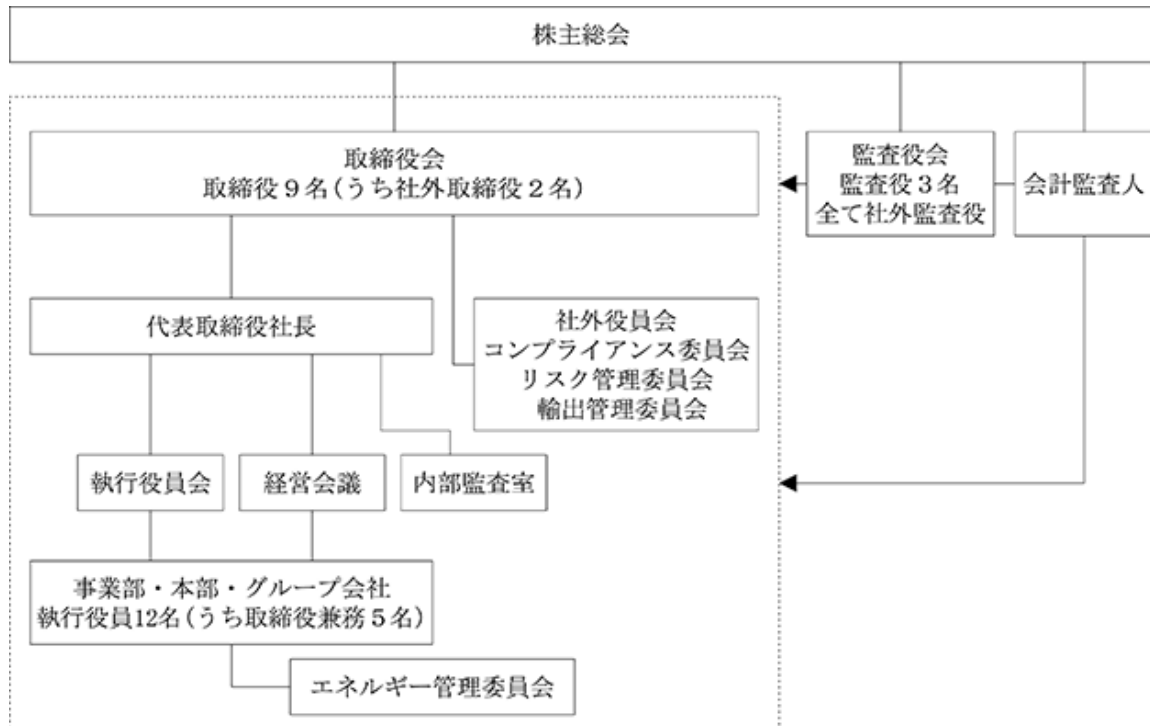 株主総会
取締役会
取締役9名(うち社外取締役2名)
監査役会
監査役3名
全て社外監査役
会計監査人
代表取締役社長
社外役員会
コンプライアンス委員会
リスク管理委員会
輸出管理委員会
執行役員会
経営会議
内部監査室
事業部・本部・グループ会社
執行役員12名(うち取締役兼務5名)
エネルギー管理委員会